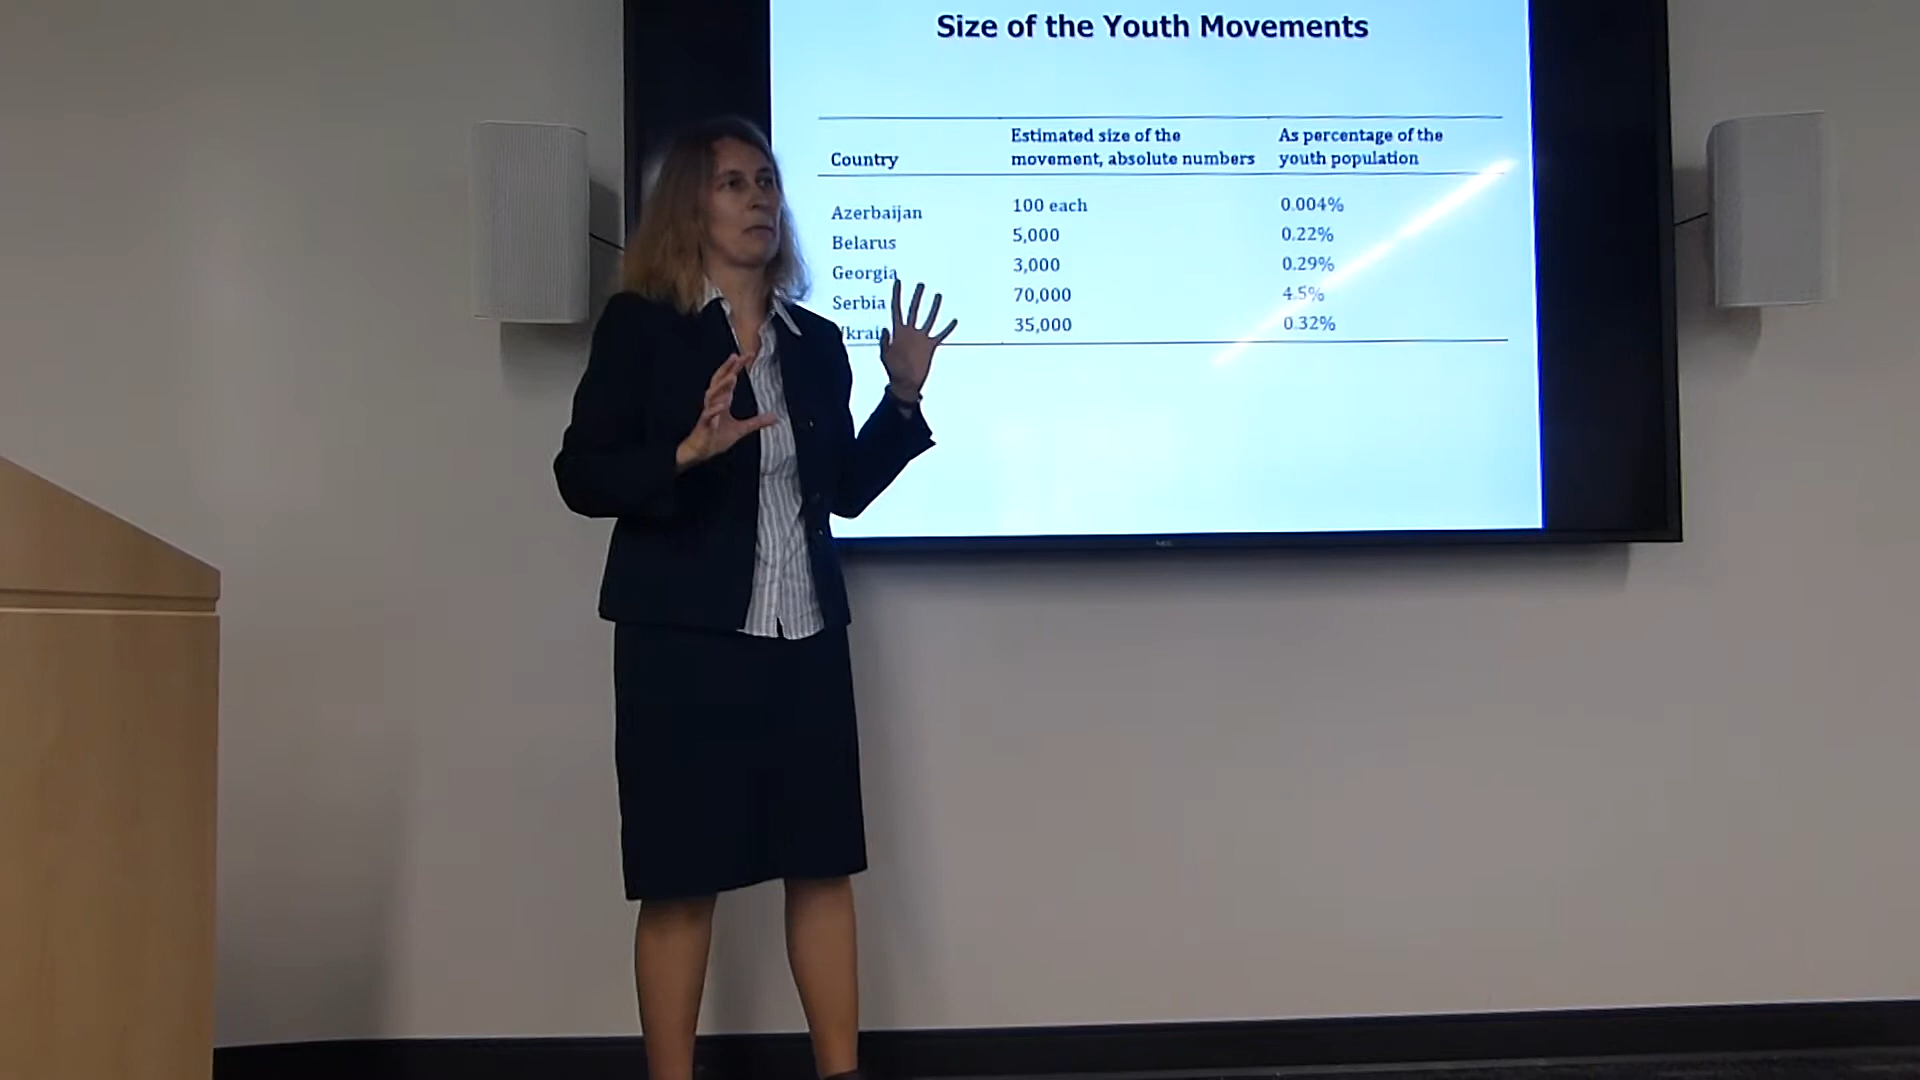 Size of the Youth Movements
Country
Estimated size of the
movement, absolute numbers
As percentage of the
youth population
Azerbaijan 100 each 0.004%
Belarus 5,000 0.22%
Georgia 3,000 0.29%
Serbia 70,000 4.5%
35,000 0.32%
NEC